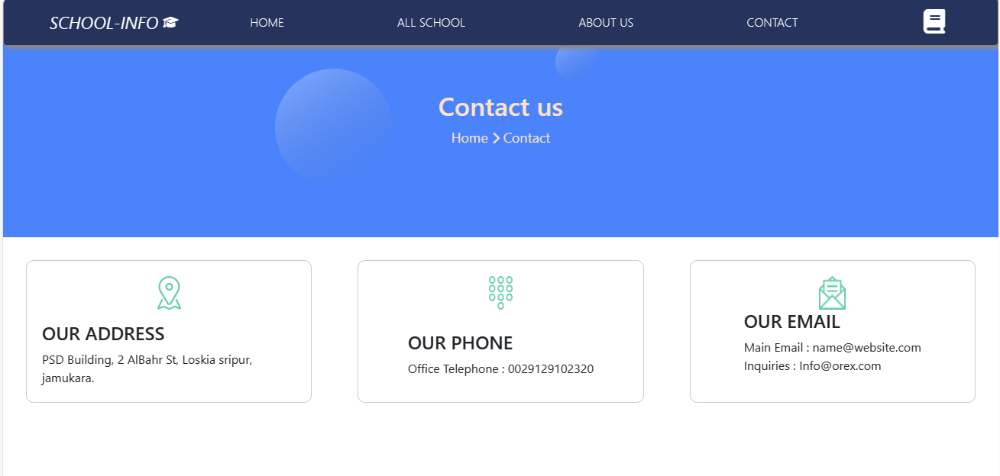 SCHOOL-INFO
HOME
ALL SCHOOL
ABOUT US
CONTACT
Contact us
Home > Contact
OUR ADDRESS
PSD Building, 2 AlBahr St, Loskia sripur,
jamukara.
OUR PHONE
Office Telephone : 0029129102320
OUR EMAIL
Main Email : name@website.com
Inquiries : Info@orex.com